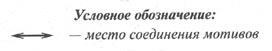 Условное обозначение:
— место соединения мотивов